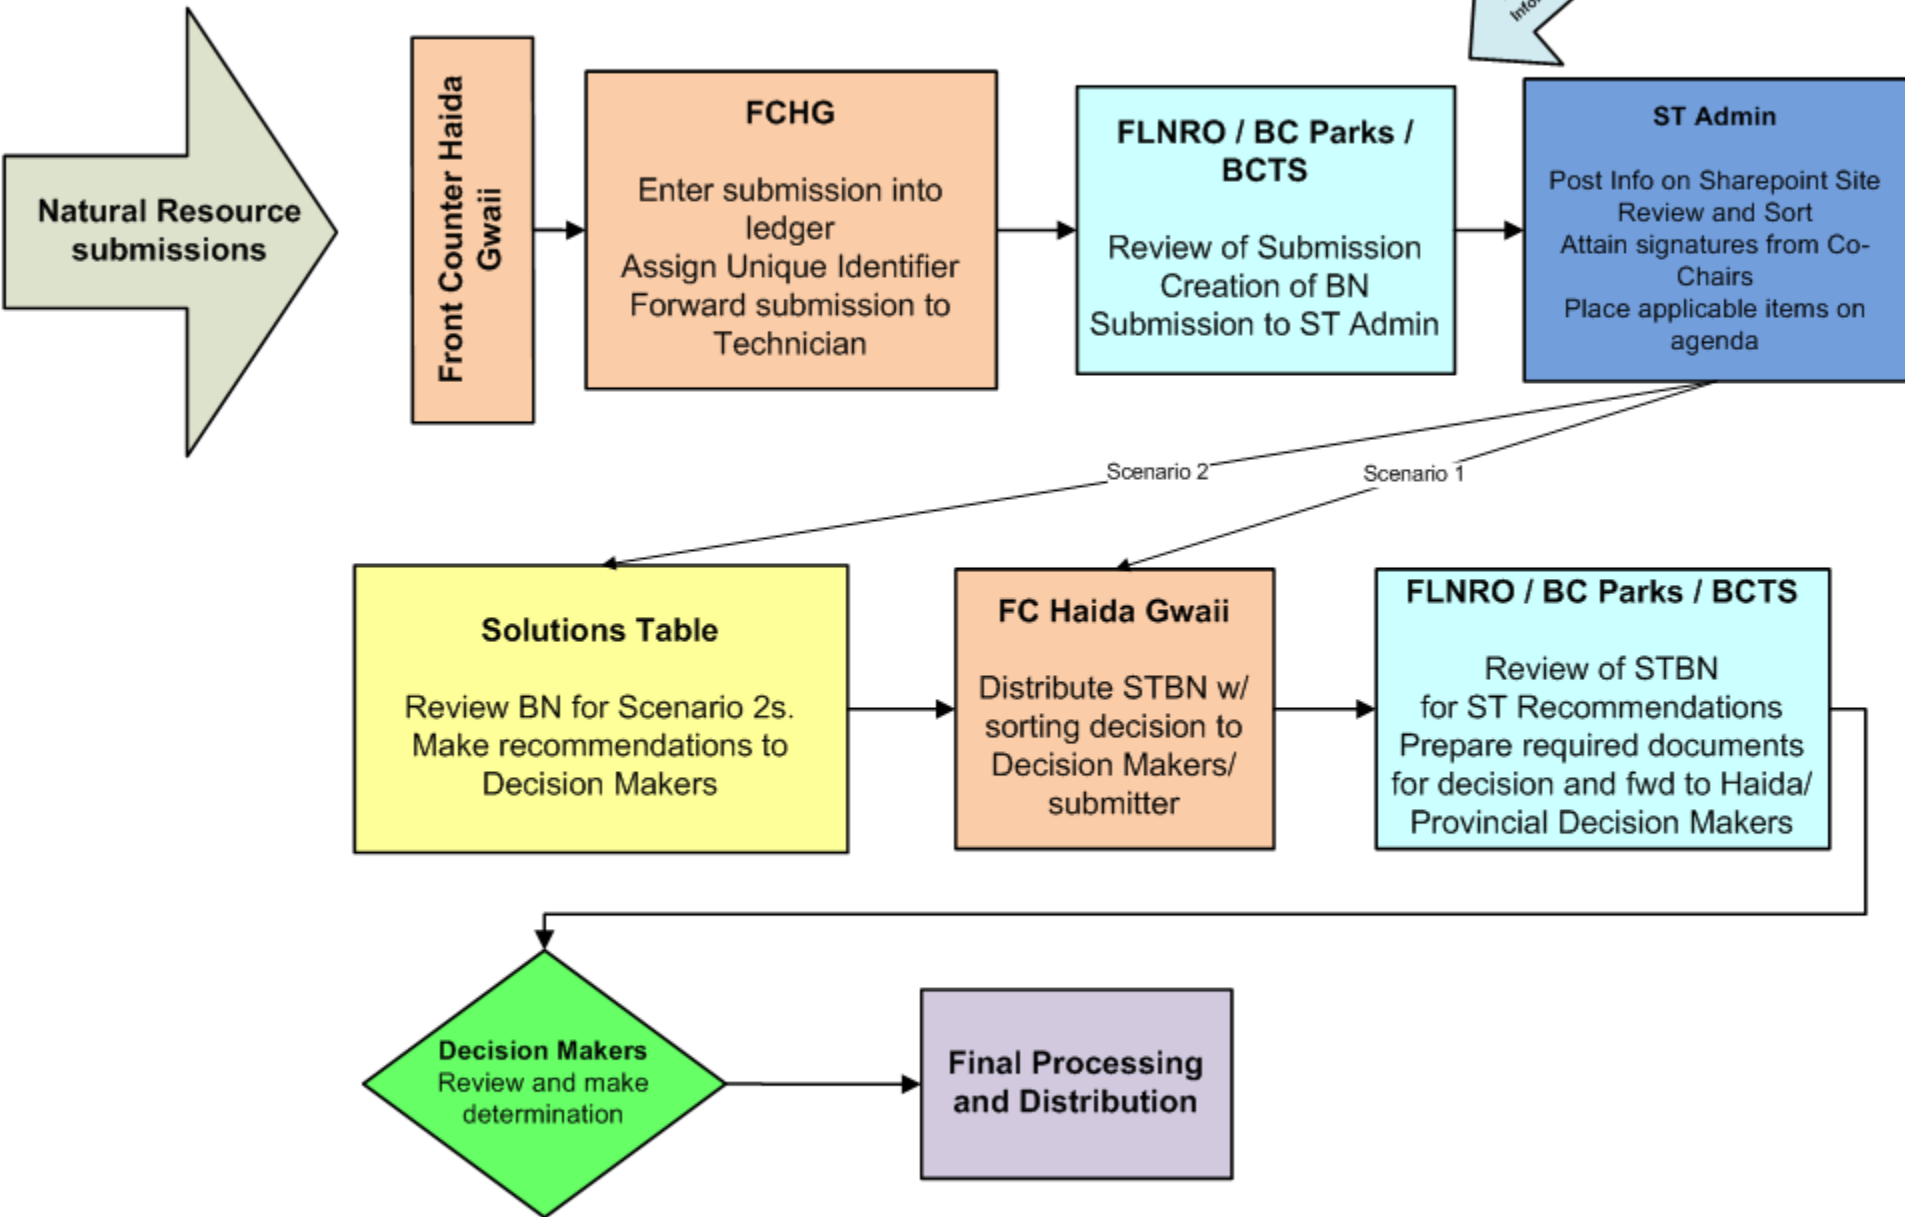 Natural Resource
submissions
Front Counter Haida
Gwaii
FCHG
Enter submission into
ledger
Assign Unique Identifier
Forward submission to
Technician
FLNRO / BC Parks /
BCTS
Review of Submission
Creation of BN
Submission to ST Admin
ST Admin
Post Info on Sharepoint Site
Review and Sort
Attain signatures from Co-
Chairs
Place applicable items on
agenda
Scenario 2
Scenario 1
Solutions Table
Review BN for Scenario 2s.
Make recommendations to
Decision Makers
FC Haida Gwaii
Distribute STBN w/
sorting decision to
Decision Makers/
submitter
FLNRO / BC Parks / BCTS
Review of STBN
for ST Recommendations
Prepare required documents
for decision and fwd to Haida/
Provincial Decision Makers
Decision Makers
Review and make
determination
Final Processing
and Distribution